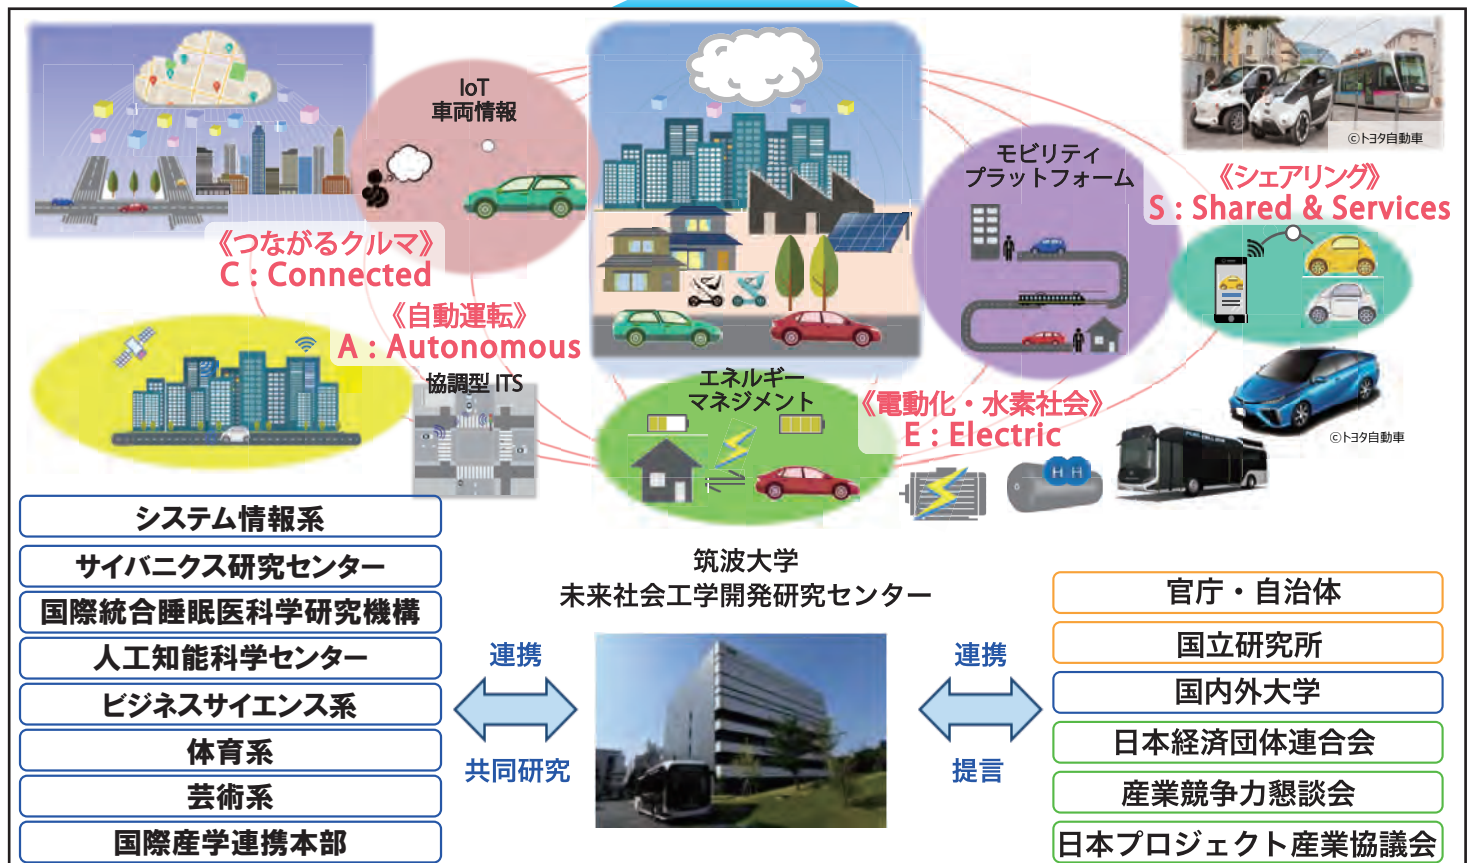 IoT
車両情報
©トヨタ自動車
モビリティ
プラットフォーム
《シェアリング》
S : Shared & Services
《つながるクルマ》
C : Connected
《自動運転》
A : Autonomous
協調型 ITS
エネルギー
マネジメント
《電動化・水素社会》
E : Electric
©トヨタ自動車
H H
システム情報系
サイバニクス研究センター
国際統合睡眠医科学研究機構
人工知能科学センター
ビジネスサイエンス系
体育系
芸術系
国際産学連携本部
連携
共同研究
筑波大学
未来社会工学開発研究センター
連携
提言
官庁・自治体
国立研究所
国内外大学
日本経済団体連合会
産業競争力懇談会
日本プロジェクト産業協議会